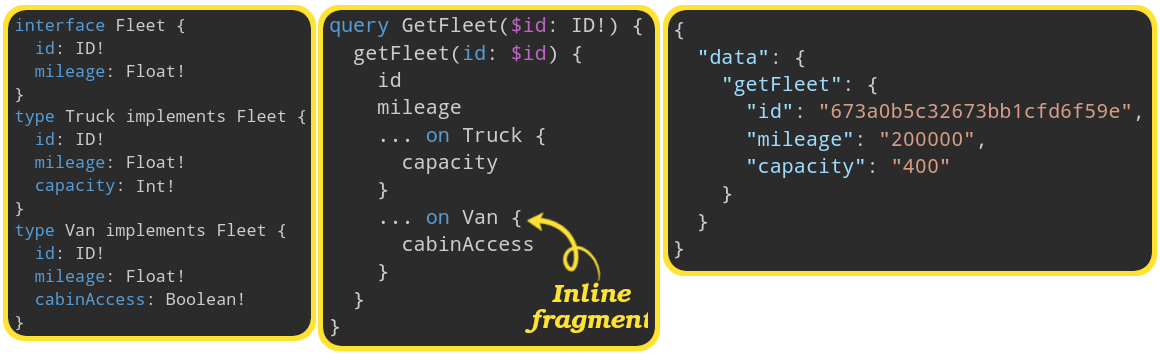 interface Fleet {
  id: ID!
  mileage: Float!
}
type Truck implements Fleet {
  id: ID!
  mileage: Float!
  capacity: Int!
}
type Van implements Fleet {
  id: ID!
  mileage: Float!
  cabinAccess: Boolean!
}
query GetFleet($id: ID!) {
  getFleet(id: $id) {
    id
    mileage
    ... on Truck {
      capacity
    }
    ... on Van {
      cabinAccess
    }
  }
}
Inline
fragment
{
  "data": {
    "getFleet": {
      "id": "673a0b5c32673bb1cfd6f59e",
      "mileage": "200000",
      "capacity": "400"
    }
  }
}